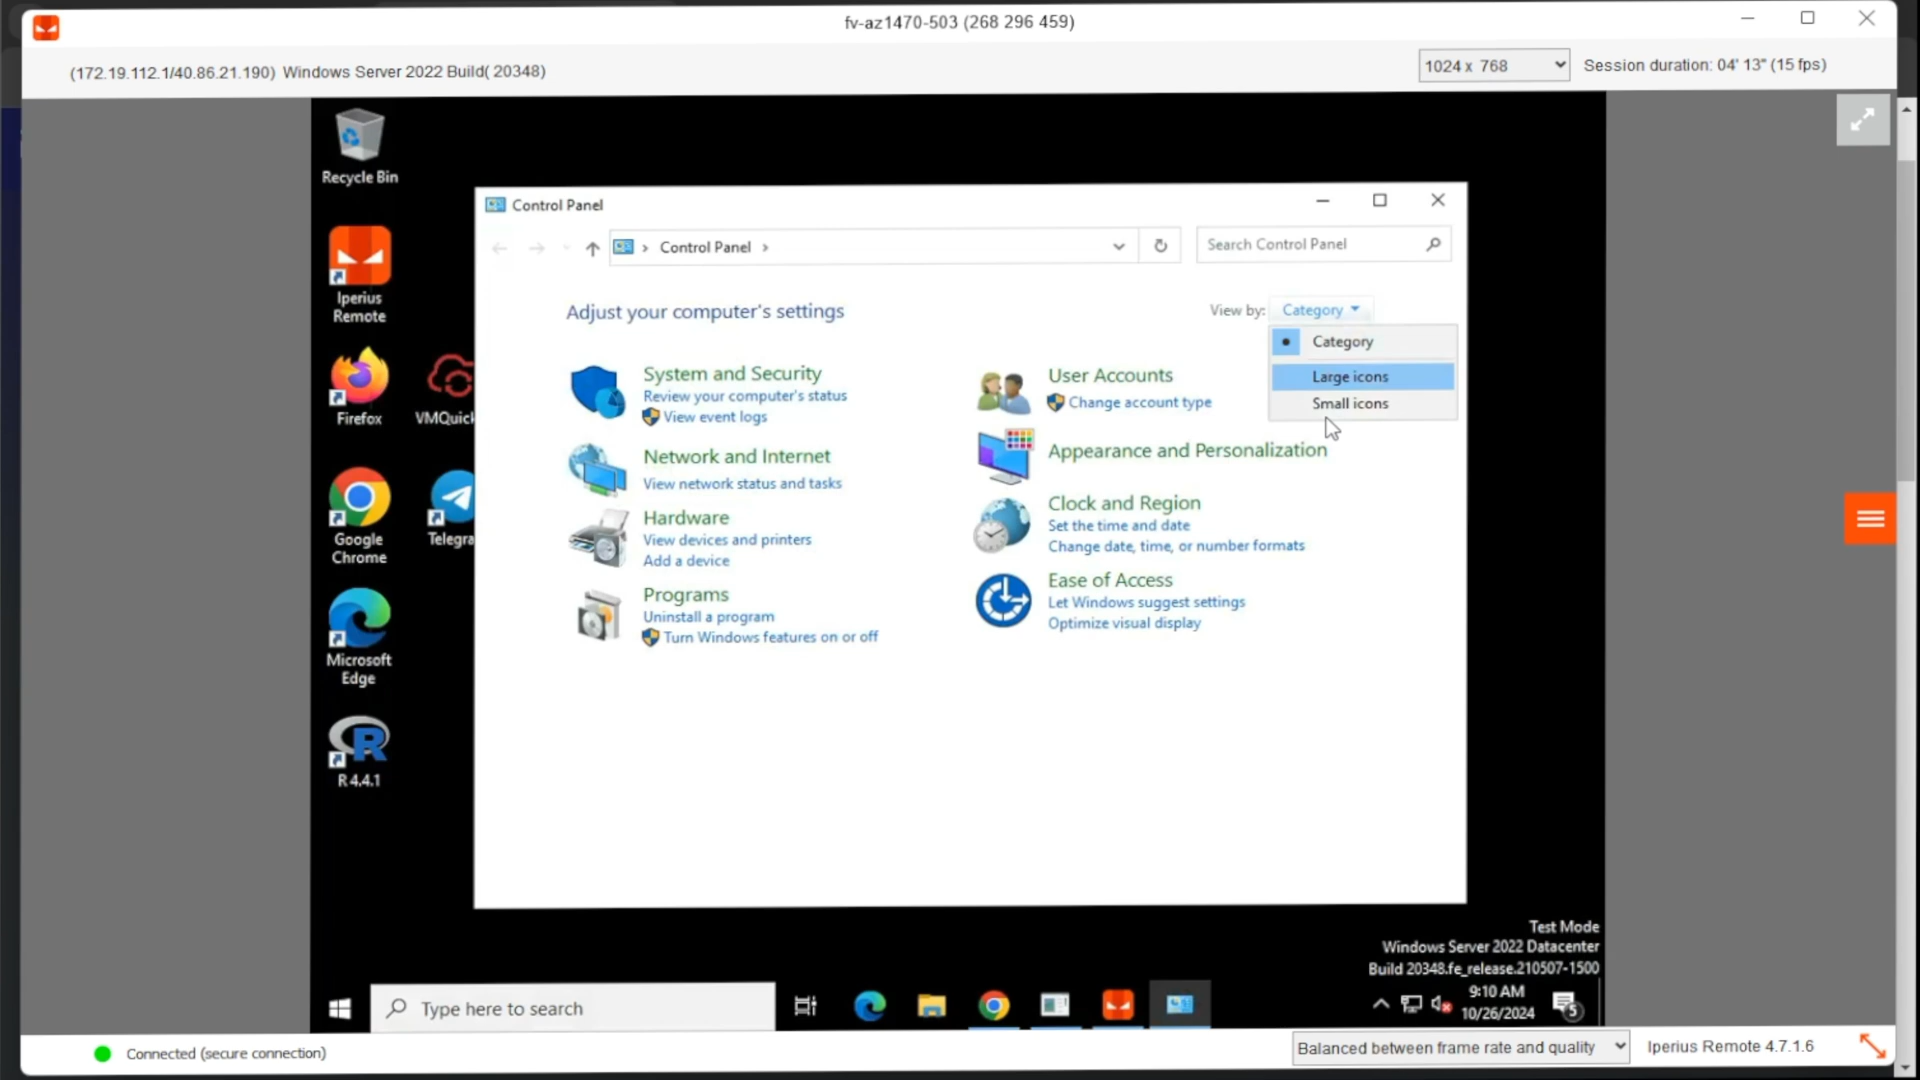 fv-az1470-503 (268 296 459)
(172.19.112.1/40.86.21.190) Windows Server 2022 Build( 20348)
1024 x 768
Session duration: 04' 13" (15 fps)
Recycle Bin
Iperius
Remote
Firefox
VMQuick
Google
Chrome
Telegra
Microsoft
Edge
R 4.4.1
Control Panel
Control Panel
Search Control Panel
Adjust your computer's settings
View by:
Category
Category
Large icons
Small icons
System and Security
Review your computer's status
View event logs
Network and Internet
View network status and tasks
Hardware
View devices and printers
Add a device
Programs
Uninstall a program
Turn Windows features on or off
User Accounts
Change account type
Appearance and Personalization
Clock and Region
Set the time and date
Change date, time, or number formats
Ease of Access
Let Windows suggest settings
Optimize visual display
Test Mode
Windows Server 2022 Datacenter
Build 20348.fe_release.210507-1500
Type here to search
9:10 AM
10/26/2024
5
Connected (secure connection)
Balanced between frame rate and quality
Iperius Remote 4.7.1.6